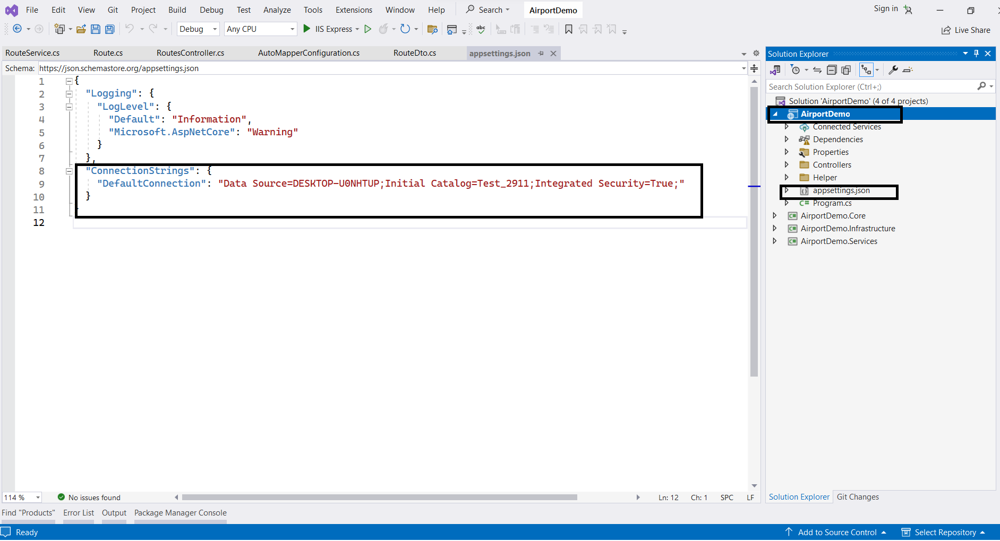 File Edit View Git Project Build Debug Test Analyze Tools Extensions Window Help Search AirportDemo Sign in
Debug Any CPU IIS Express abc Live Share
RouteService.cs Route.cs RoutesController.cs AutoMapperConfiguration.cs RouteDto.cs appsettings.json
Schema: https://json.schemastore.org/appsettings.json
1 {
2 "Logging": {
3 "LogLevel": {
4 "Default": "Information",
5 "Microsoft.AspNetCore": "Warning"
6 }
7 },
8 "ConnectionStrings": {
9 "DefaultConnection": "Data Source=DESKTOP-U0NHTUP;Initial Catalog=Test_2911;Integrated Security=True;"
10 }
11
12
114 % No issues found Ln: 12 Ch: 1 SPC LF
Solution Explorer
Search Solution Explorer (Ctrl+;)
Solution 'AirportDemo' (4 of 4 projects)
AirportDemo
Connected Services
Dependencies
Properties
Controllers
Helper
appsettings.json
C# Program.cs
C# AirportDemo.Core
C# AirportDemo.Infrastructure
C# AirportDemo.Services
Solution Explorer Git Changes
Find "Products" Error List Output Package Manager Console
Ready Add to Source Control Select Repository